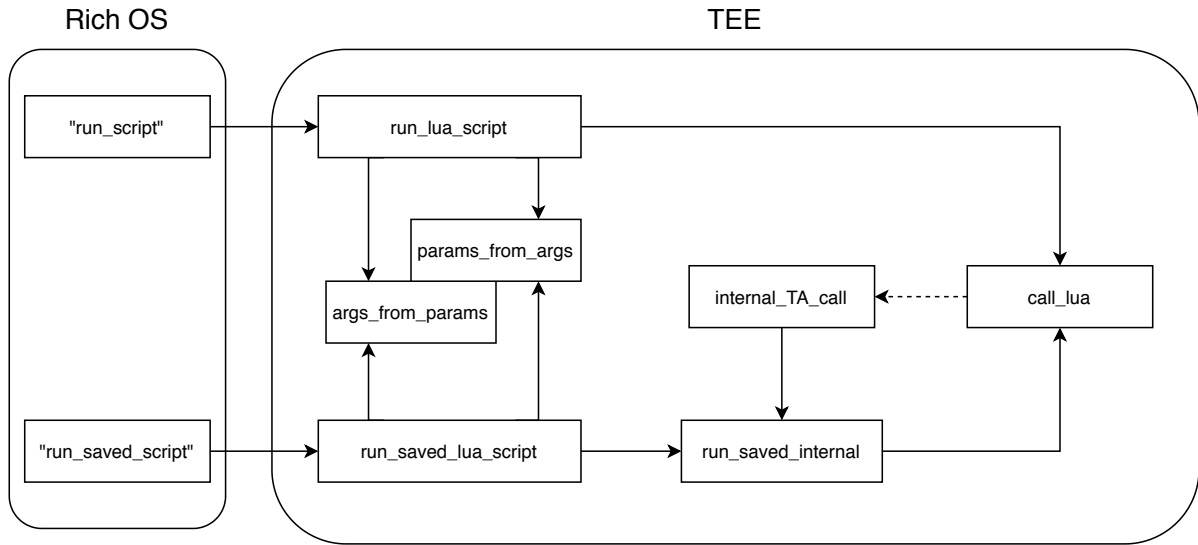 Rich OS
TEE
"run_script"
run_lua_script
params_from_args
args_from_params
internal_TA_call
call_lua
"run_saved_script"
run_saved_lua_script
run_saved_internal